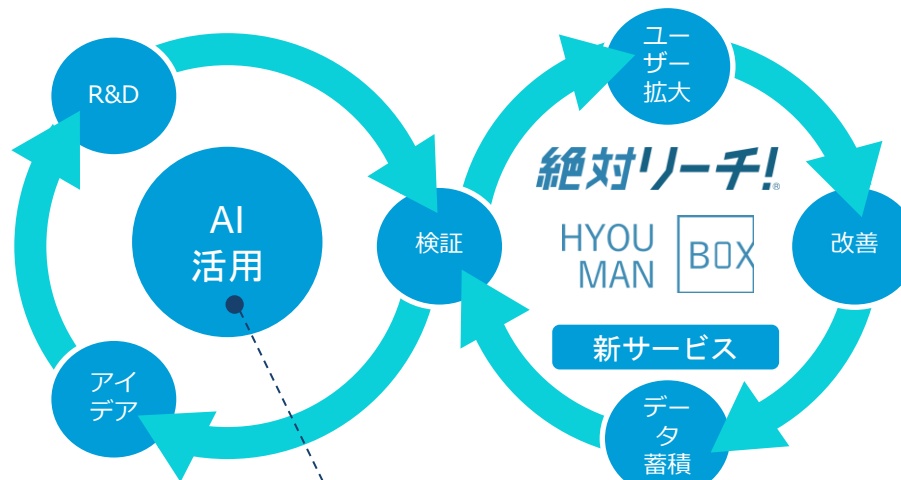 R&D
AI
活用
アイ
デア
検証
ユー
ザー
拡大
絶対リーチ!®
HYOU
MAN
BOX
新サービス
改善
デー
タ
蓄積